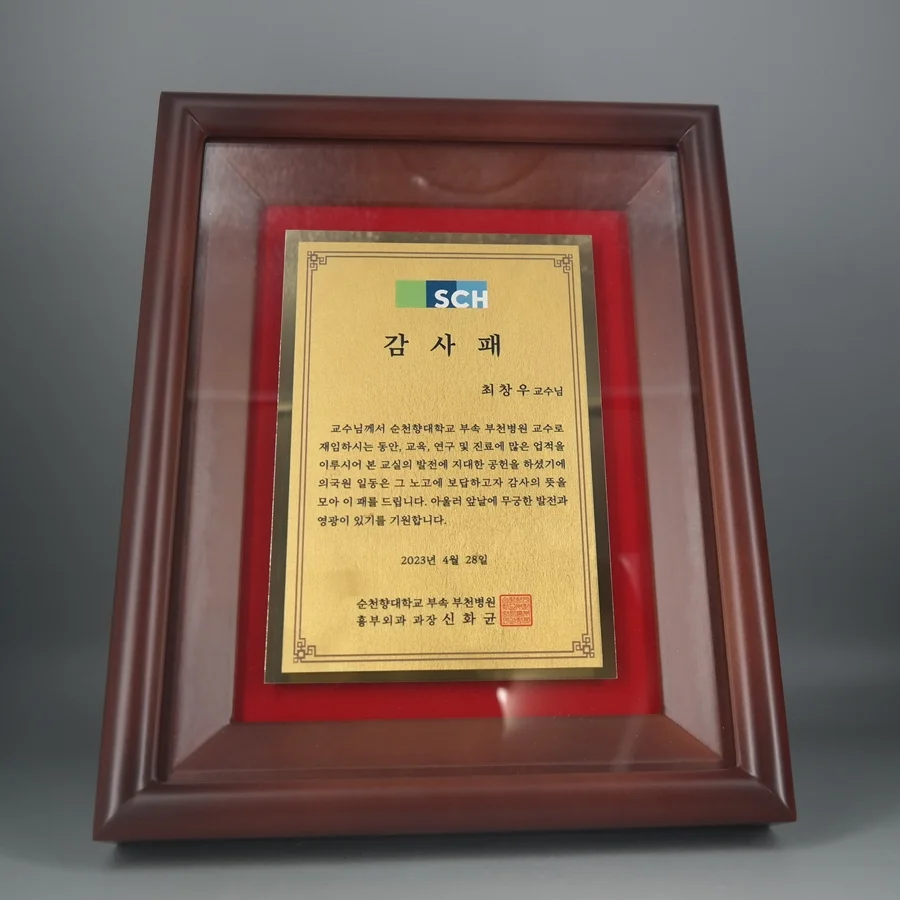 SCH
감 사 패
최 창 우 교수님
교수님께서 순천향대학교 부속 부천병원 교수로
재임하시는 동안, 교육, 연구 및 진료에 많은 업적을
이루시어 본 교실의 발전에 지대한 공헌을 하셨기에
의국원 일동은 그 노고에 보답하고자 감사의 뜻을
모아 이 패를 드립니다. 아울러 앞날에 무궁한 발전과
영광이 있기를 기원합니다.
2023년 4월 28일
순천향대학교 부속 부천병원
흉부외과 과장 신 화 균